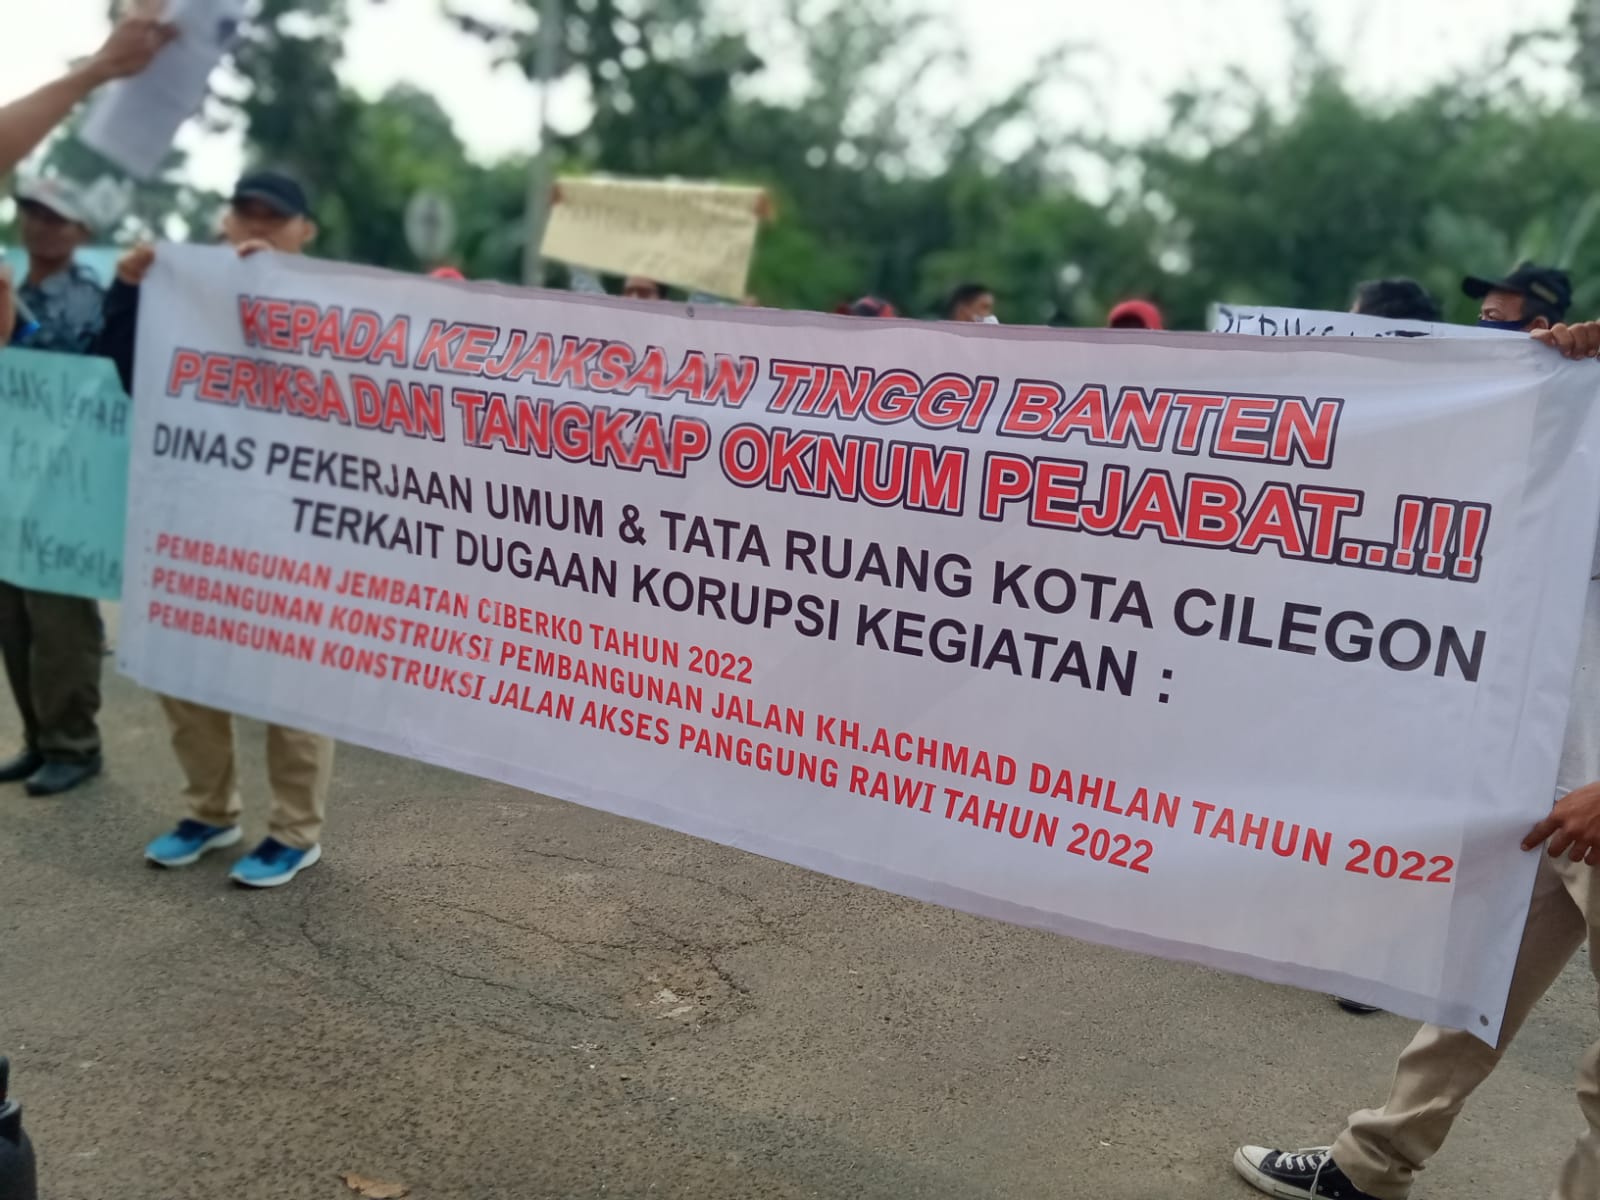 KEPADA KEJAKSAAN TINGGI BANTEN
PERIKSA DAN TANGKAP OKNUM PEJABAT..!!!
DINAS PEKERJAAN UMUM & TATA RUANG KOTA CILEGON
TERKAIT DUGAAN KORUPSI KEGIATAN :
: PEMBANGUNAN JEMBATAN CIBERKO TAHUN 2022
: PEMBANGUNAN KONSTRUKSI PEMBANGUNAN JALAN KH.ACHMAD DAHLAN TAHUN 2022
: PEMBANGUNAN KONSTRUKSI JALAN AKSES PANGGUNG RAWI TAHUN 2022
KAMI